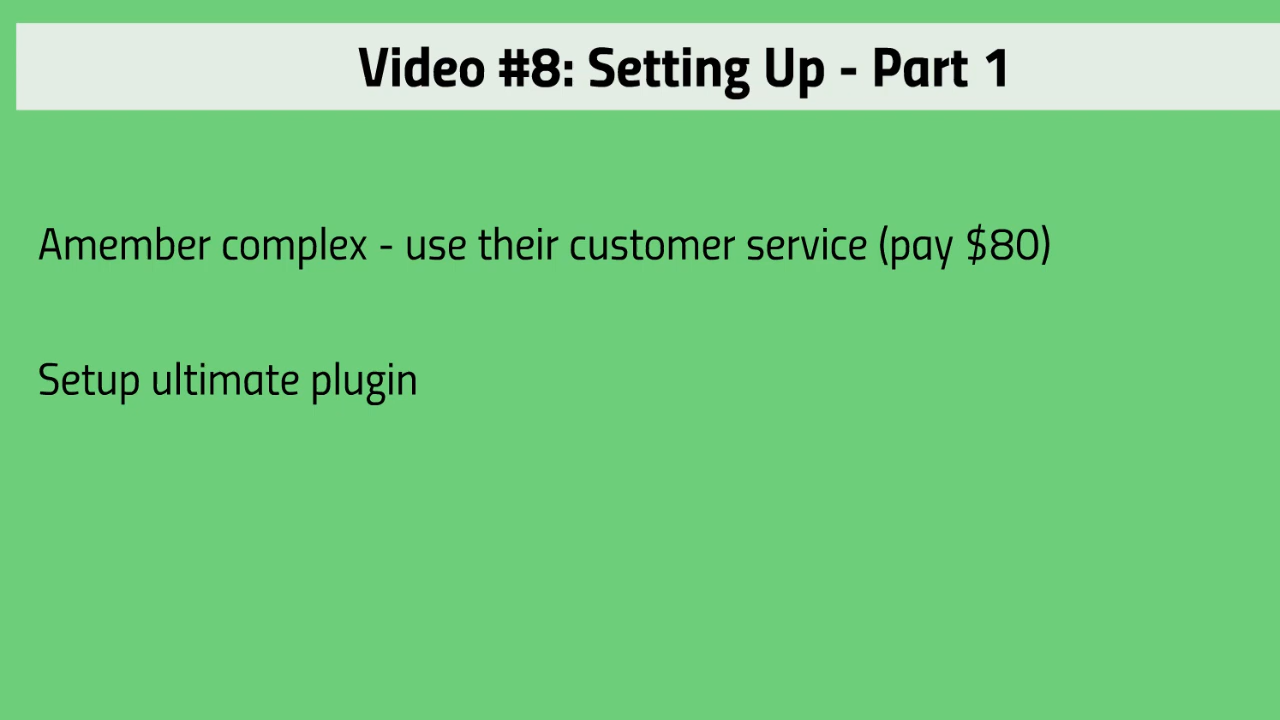 Video #8: Setting Up - Part 1
Amember complex - use their customer service (pay $80)
Setup ultimate plugin